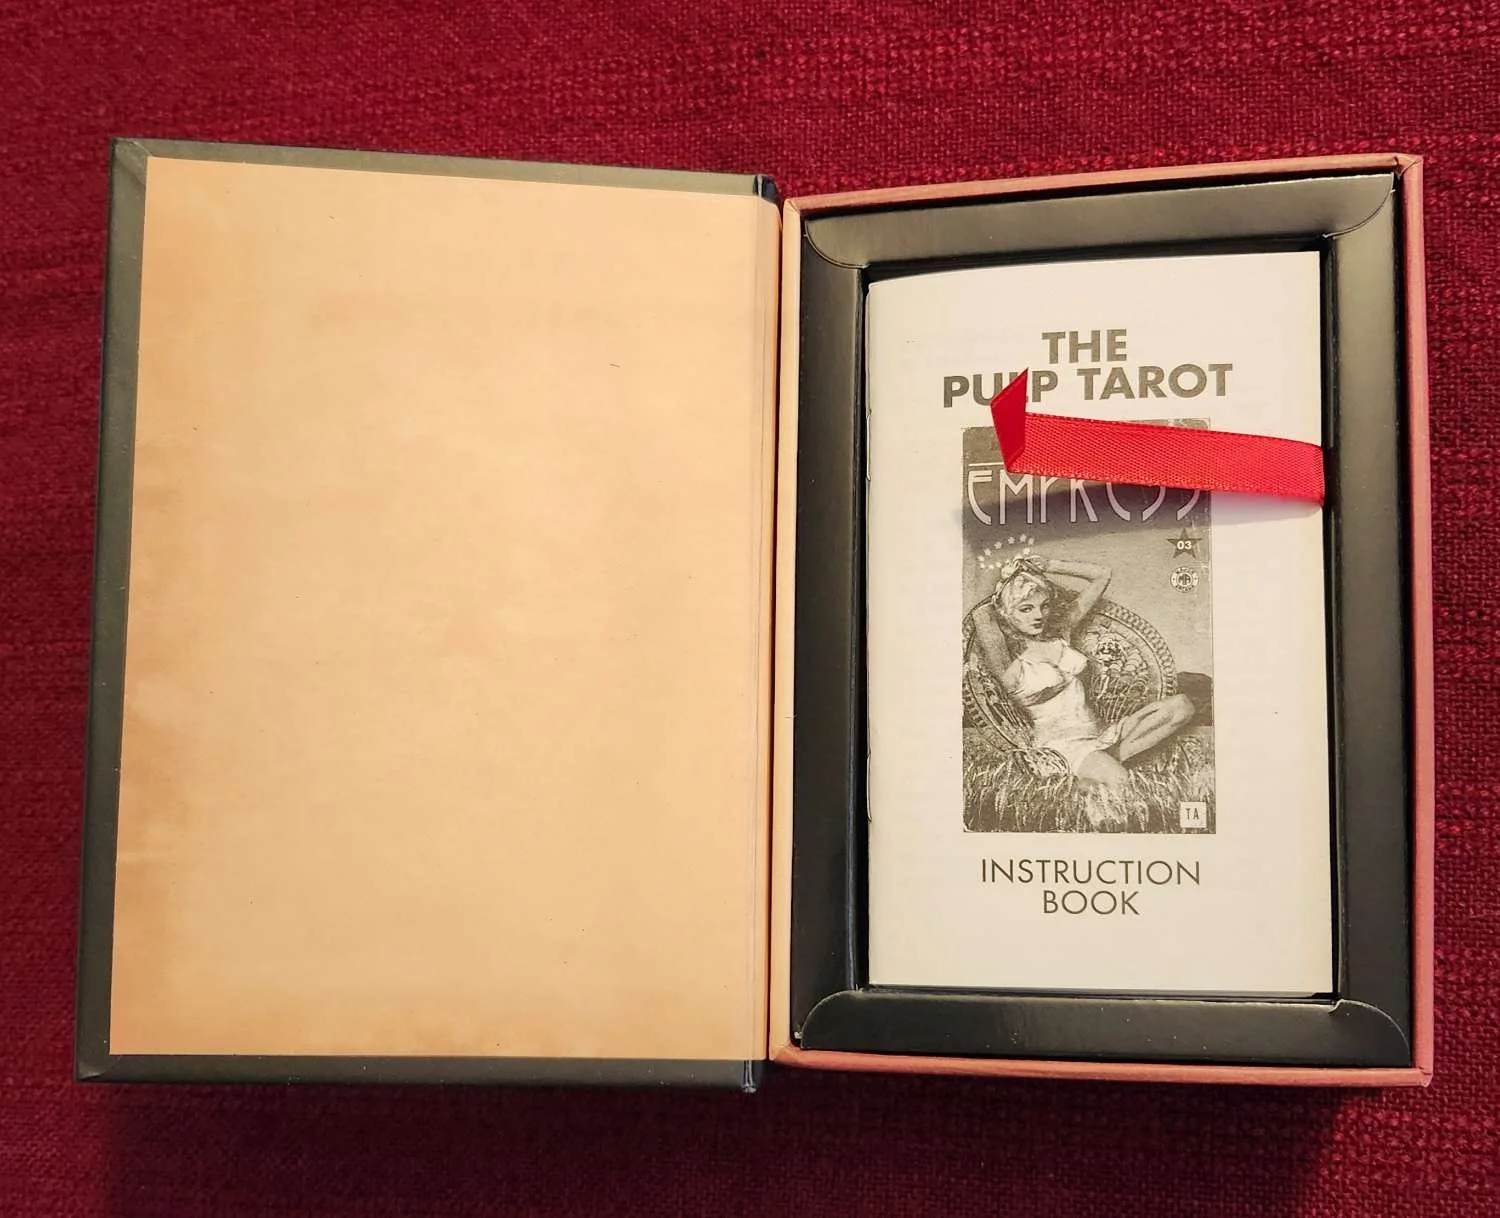 THE
PULP TAROT
EMPRESS
03
TA
INSTRUCTION
BOOK